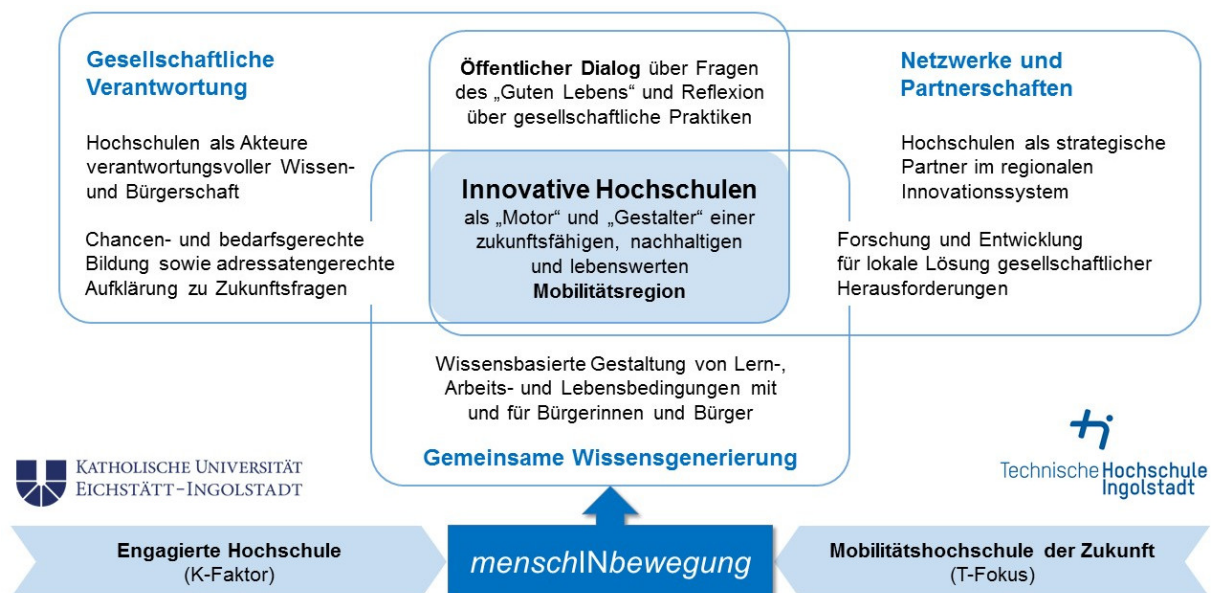 Gesellschaftliche
Verantwortung
Hochschulen als Akteure
verantwortungsvoller Wissen-
und Bürgerschaft
Chancen- und bedarfsgerechte
Bildung sowie adressatengerechte
Aufklärung zu Zukunftsfragen
Öffentlicher Dialog über Fragen
des „Guten Lebens“ und Reflexion
über gesellschaftliche Praktiken
Innovative Hochschulen
als „Motor“ und „Gestalter“ einer
zukunftsfähigen, nachhaltigen
und lebenswerten
Mobilitätsregion
Netzwerke und
Partnerschaften
Hochschulen als strategische
Partner im regionalen
Innovationssystem
Forschung und Entwicklung
für lokale Lösung gesellschaftlicher
Herausforderungen
Wissensbasierte Gestaltung von Lern-,
Arbeits- und Lebensbedingungen mit
und für Bürgerinnen und Bürger
Gemeinsame Wissensgenerierung
KATHOLISCHE UNIVERSITÄT
EICHSTÄTT-INGOLSTADT
thi
Technische Hochschule
Ingolstadt
Engagierte Hochschule
(K-Faktor)
menschINbewegung
Mobilitätshochschule der Zukunft
(T-Fokus)